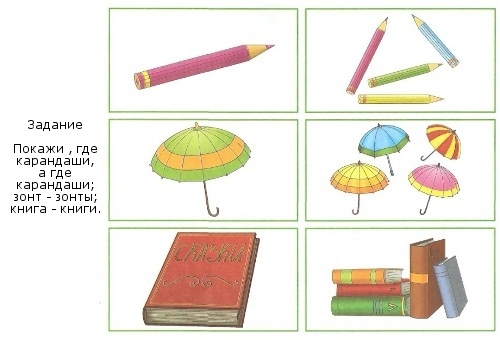 Задание
Покажи , где
карандаши,
а где
карандаши;
зонт - зонты;
книга - книги.
СКАЗКИ